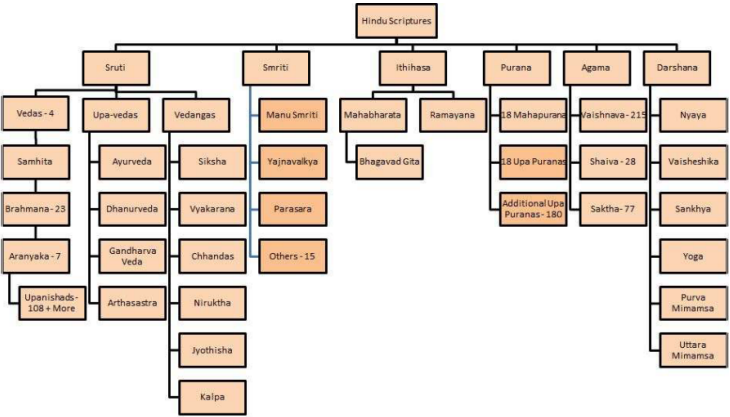 Hindu Scriptures
Sruti
Smriti
Ithihasa
Purana
Agama
Darshana
Vedas - 4
Upa-vedas
Vedangas
Manu Smriti
Mahabharata
Ramayana
18 Mahapurana
Vaishnava - 215
Nyaya
Samhita
Ayurveda
Siksha
Yajnavalkya
Bhagavad Gita
18 Upa Puranas
Shaiva - 28
Vaisheshika
Brahmana - 23
Dhanurveda
Vyakarana
Parasara
Additional Upa
Puranas - 180
Saktha- 77
Sankhya
Aranyaka - 7
Gandharva
Veda
Chhandas
Others - 15
Yoga
Upanishads -
108 + More
Arthasastra
Niruktha
Purva
Mimamsa
Jyothisha
Uttara
Mimamsa
Kalpa